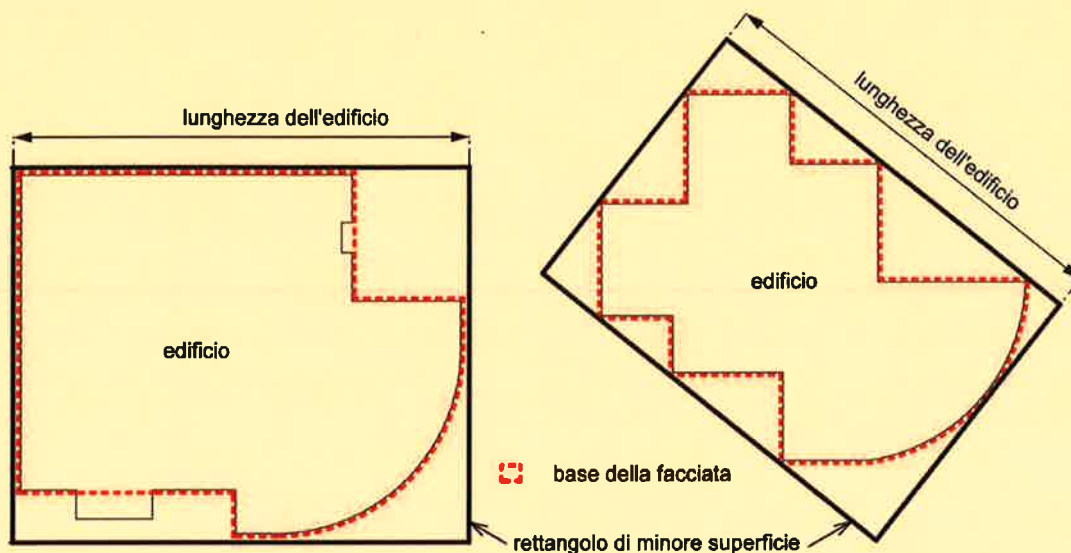 lunghezza dell'edificio
lunghezza dell'edificio
edificio
edificio
base della facciata
rettangolo di minore superficie